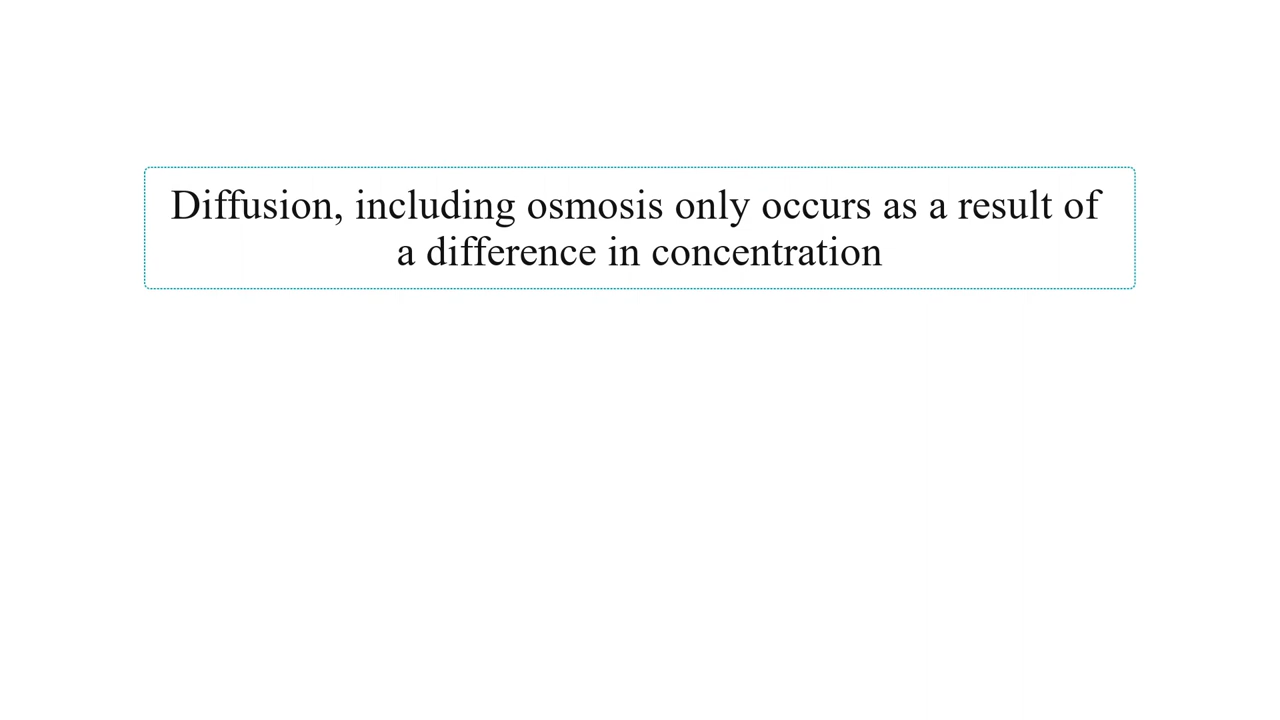 Diffusion, including osmosis only occurs as a result of
a difference in concentration